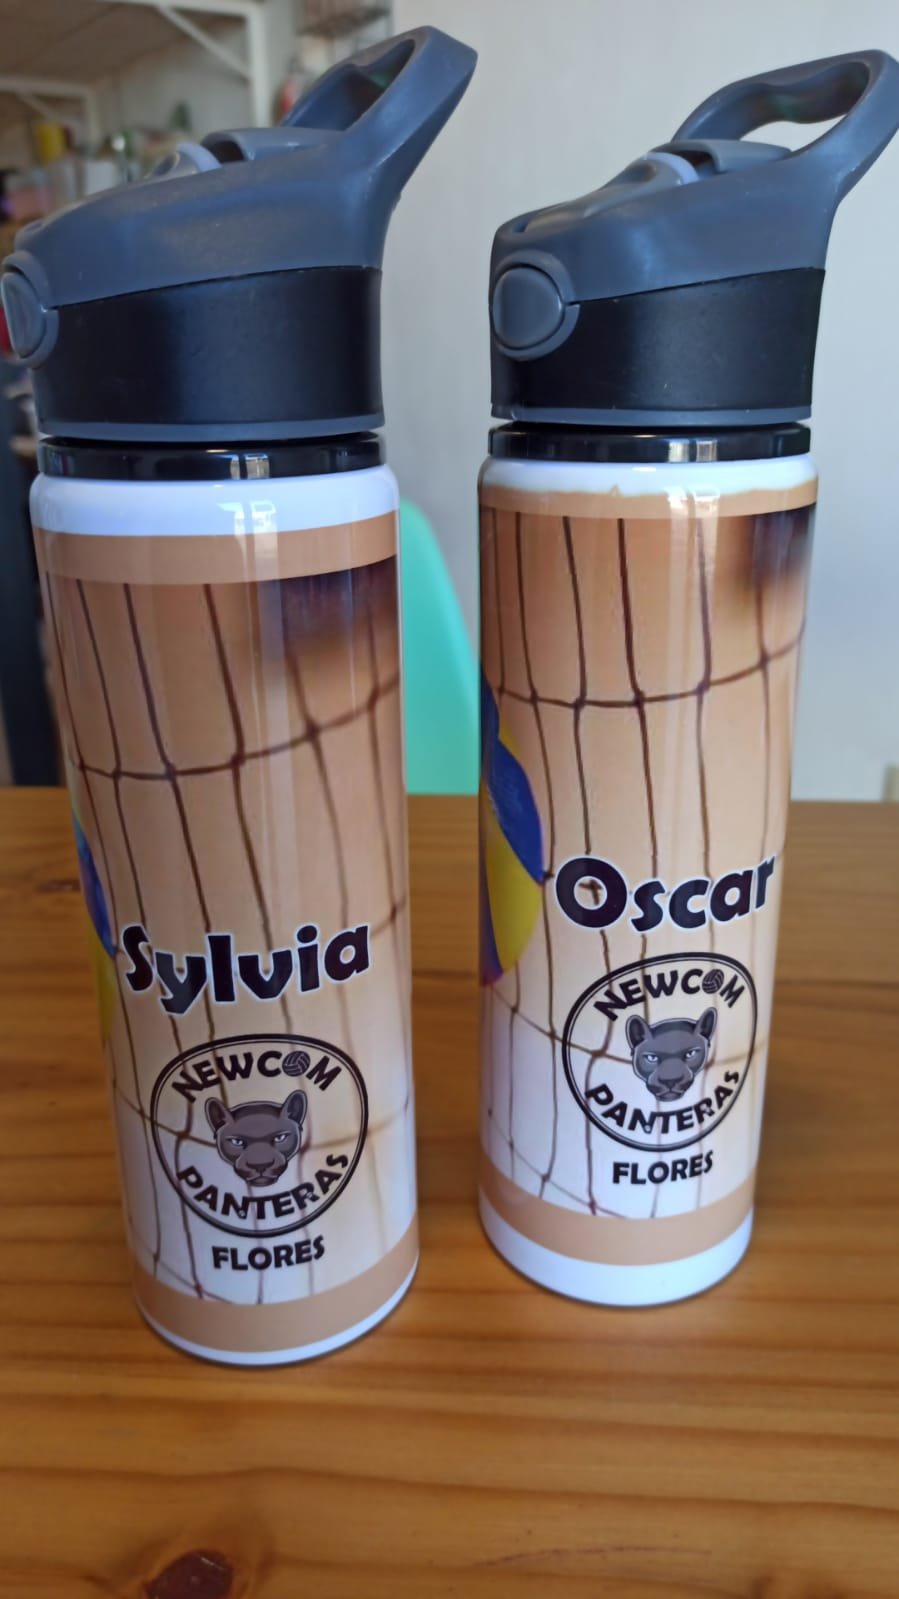 Sylvia
NEWCOM
PANTERAS
FLORES
Oscar
NEWCOM
PANTERAS
FLORES